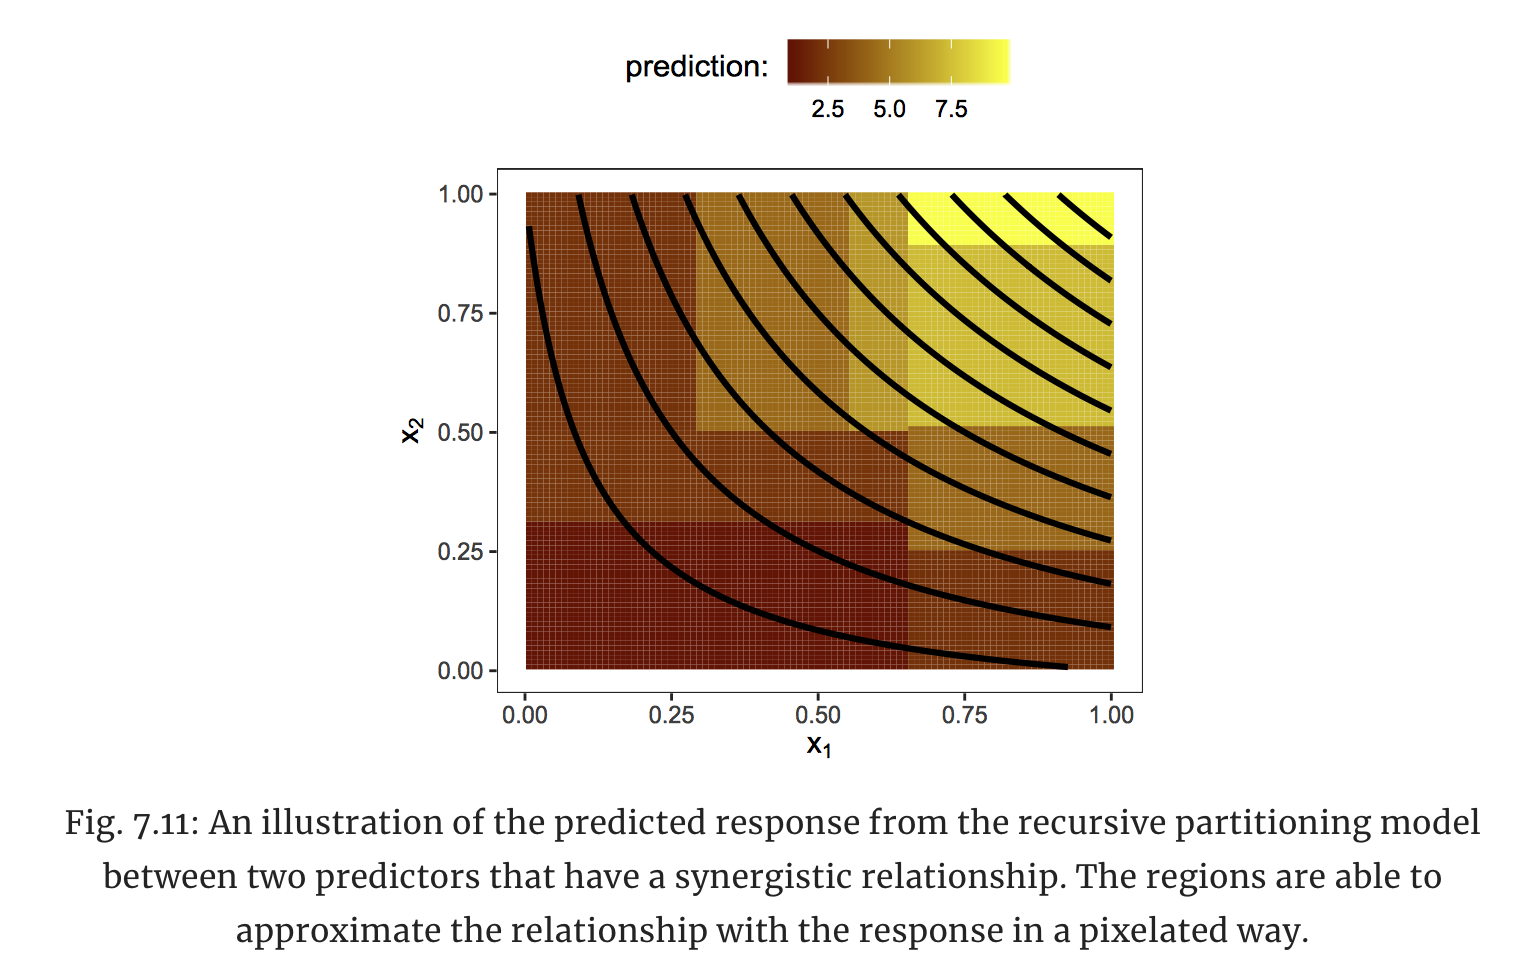 prediction:
2.5 5.0 7.5
1.00
0.75
0.50
0.25
0.00
x2
0.00 0.25 0.50 0.75 1.00
x1
Fig. 7.11: An illustration of the predicted response from the recursive partitioning model
between two predictors that have a synergistic relationship. The regions are able to
approximate the relationship with the response in a pixelated way.